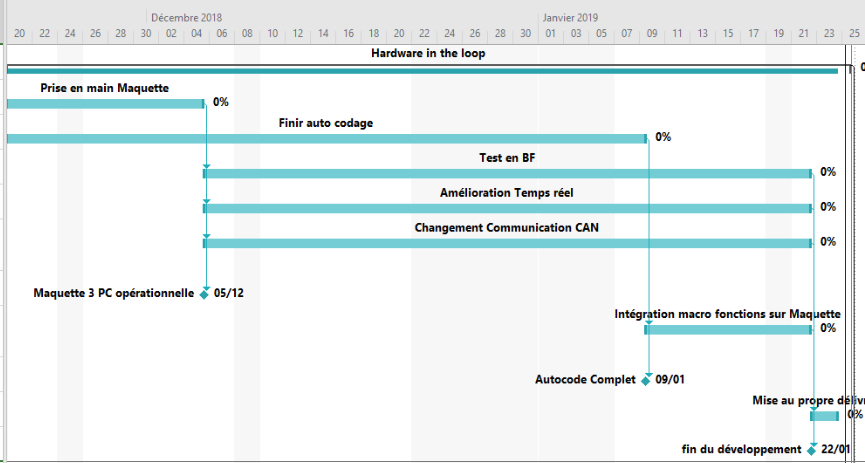 Décembre 2018 Janvier 2019
20 22 24 26 28 30 02 04 06 08 10 12 14 16 18 20 22 24 26 28 30 01 03 05 07 09 11 13 15 17 19 21 23 25
Hardware in the loop
Prise en main Maquette
0%
Finir auto codage
0%
Test en BF
0%
Amélioration Temps réel
0%
Changement Communication CAN
0%
Maquette 3 PC opérationnelle 05/12
Intégration macro fonctions sur Maquette
0%
Autocode Complet 09/01
Mise au propre déliv
0%
fin du développement 22/01